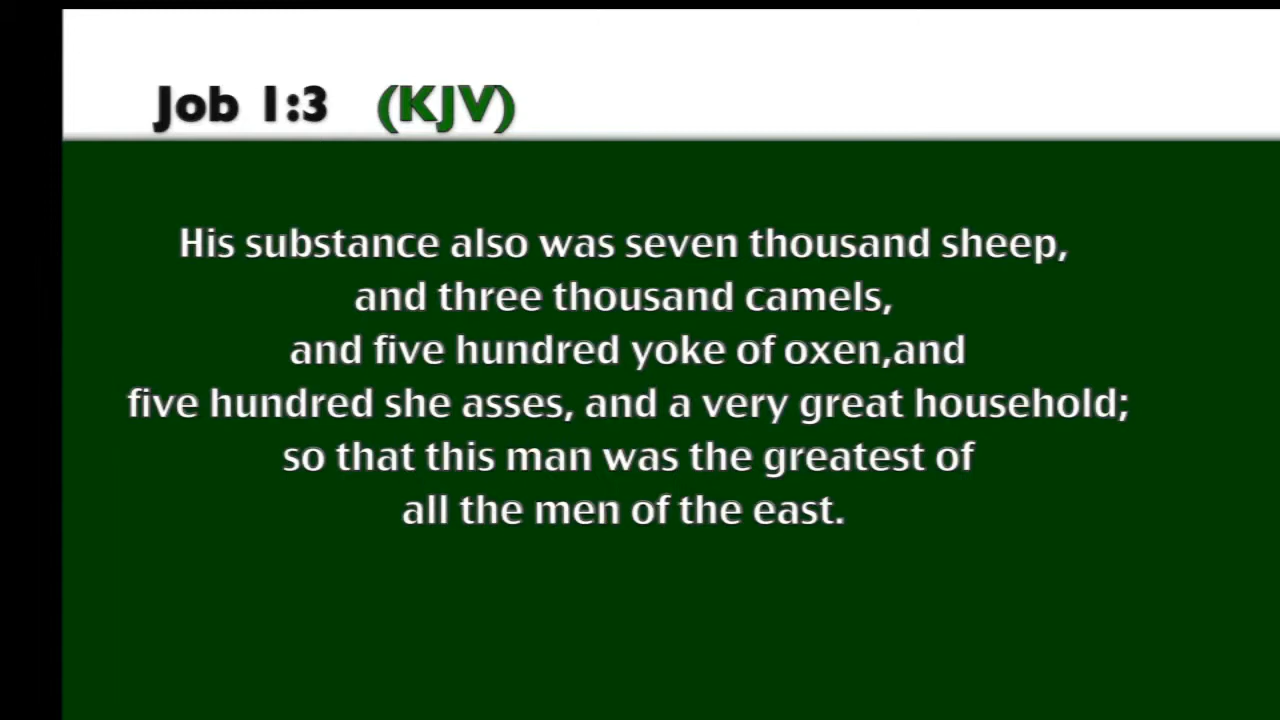 Job 1:3 (KJV)
His substance also was seven thousand sheep,
and three thousand camels,
and five hundred yoke of oxen,and
five hundred she asses, and a very great household;
so that this man was the greatest of
all the men of the east.